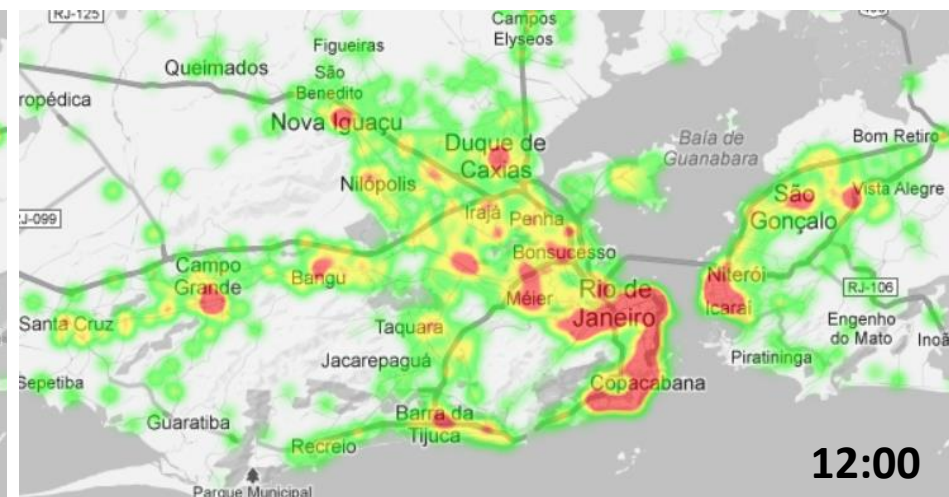 RJ-125
Campos
Elyseos
Figueiras
Queimados
São
Benedito
ropédica
Nova Iguaçu
Duque de
Caxias
Baía de
Guanabara
Bom Retiro
Nilópolis
São
Gonçalo
Vista Alegre
Irajá
Penha
RJ-099
Bonsucesso
Campo
Grande
Bangu
Niterói
Méier
Rio de
Janeiro
RJ-106
Icaraí
Santa Cruz
Taquara
Engenho
do Mato
Inoã
Jacarepaguá
Piratininga
Sepetiba
Copacabana
Guaratiba
Barra da
Tijuca
Recreio
12:00
Parque Municipal